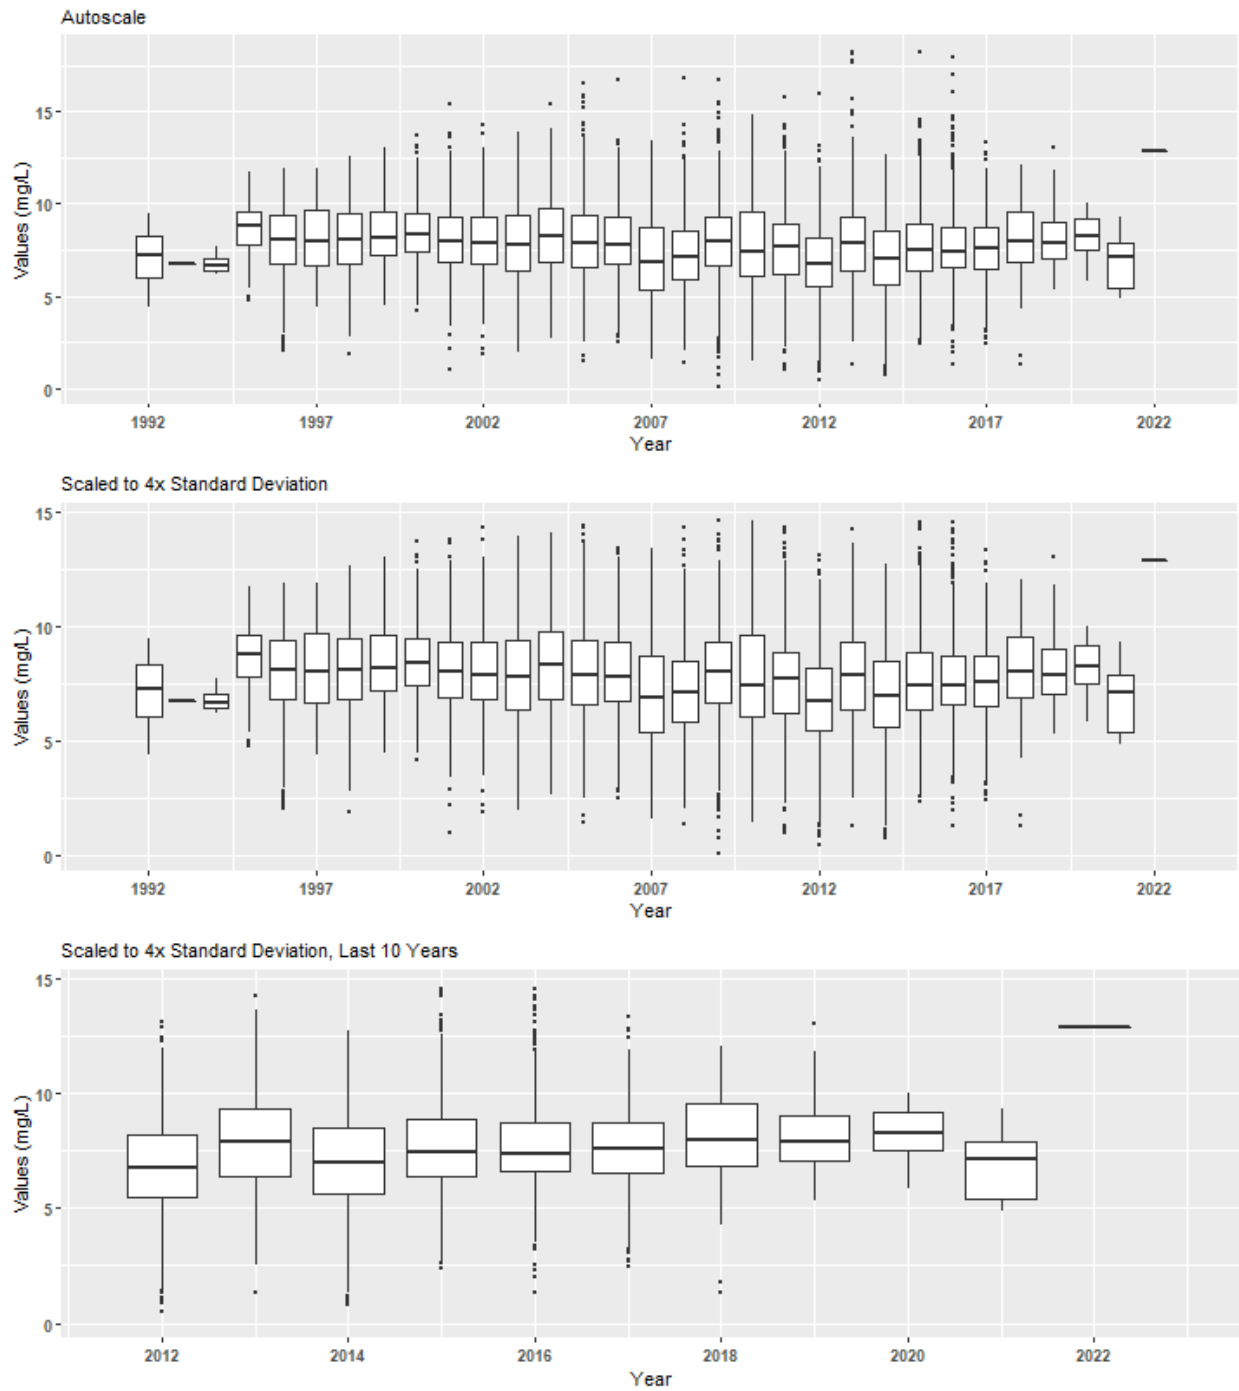 Autoscale
Values (mg/L)
15
10
5
0
1992 1997 2002 2007 2012 2017 2022
Year
Scaled to 4x Standard Deviation
Values (mg/L)
15
10
5
0
1992 1997 2002 2007 2012 2017 2022
Year
Scaled to 4x Standard Deviation, Last 10 Years
Values (mg/L)
15
10
5
0
2012 2014 2016 2018 2020 2022
Year